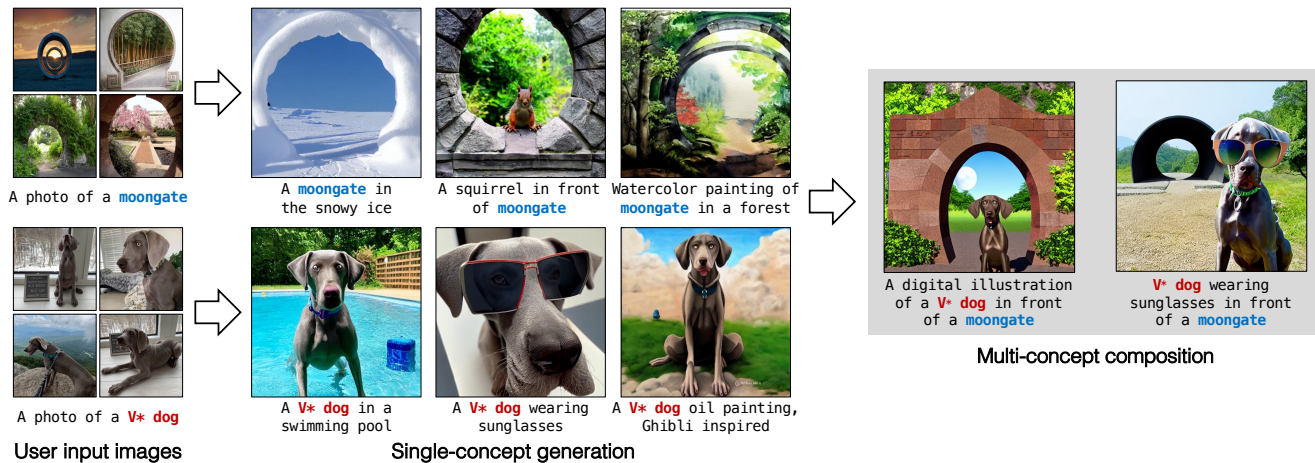 A photo of a moongate
A moongate in
the snowy ice
A squirrel in front
of moongate
Watercolor painting of
moongate in a forest
A photo of a V* dog
A V* dog in a
swimming pool
A V* dog wearing
sunglasses
A V* dog oil painting,
Ghibli inspired
User input images
Single-concept generation
A digital illustration
of a V* dog in front
of a moongate
V* dog wearing
sunglasses in front
of a moongate
Multi-concept composition